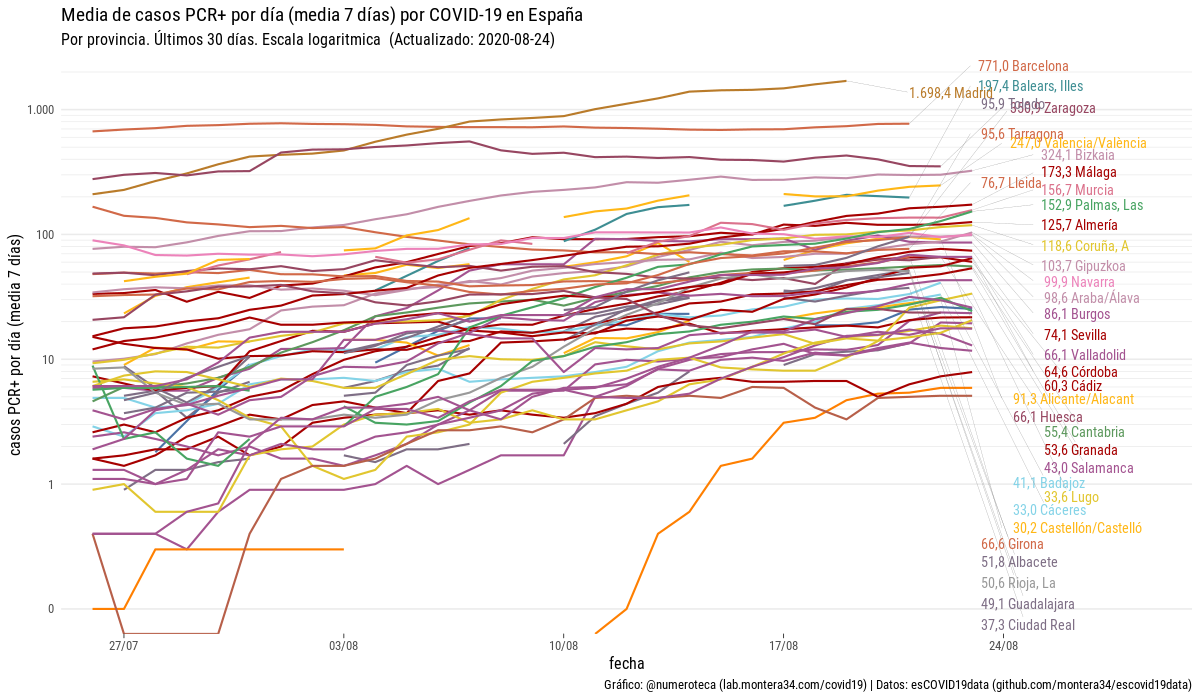 Media de casos PCR+ por día (media 7 días) por COVID-19 en España
Por provincia. Últimos 30 días. Escala logaritmica (Actualizado: 2020-08-24)
771,0 Barcelona
197,4 Balears, Illes
1.698,4 Madrid
95,9 Toledo
350,9 Zaragoza
95,6 Tarragona
247,0 Valencia/València
324,1 Bizkaia
173,3 Málaga
76,7 Lleida
156,7 Murcia
152,9 Palmas, Las
125,7 Almería
118,6 Coruña, A
103,7 Gipuzkoa
99,9 Navarra
98,6 Araba/Álava
86,1 Burgos
74,1 Sevilla
66,1 Valladolid
64,6 Córdoba
60,3 Cádiz
91,3 Alicante/Alacant
66,1 Huesca
55,4 Cantabria
53,6 Granada
43,0 Salamanca
41,1 Badajoz
33,6 Lugo
33,0 Cáceres
30,2 Castellón/Castelló
66,6 Girona
51,8 Albacete
50,6 Rioja, La
49,1 Guadalajara
37,3 Ciudad Real
casos PCR+ por día (media 7 días)
1.000
100
10
1
0
27/07
03/08
10/08
17/08
24/08
fecha
Gráfico: @numeroteca (lab.montera34.com/covid19) | Datos: esCOVID19data (github.com/montera34/escovid19data)